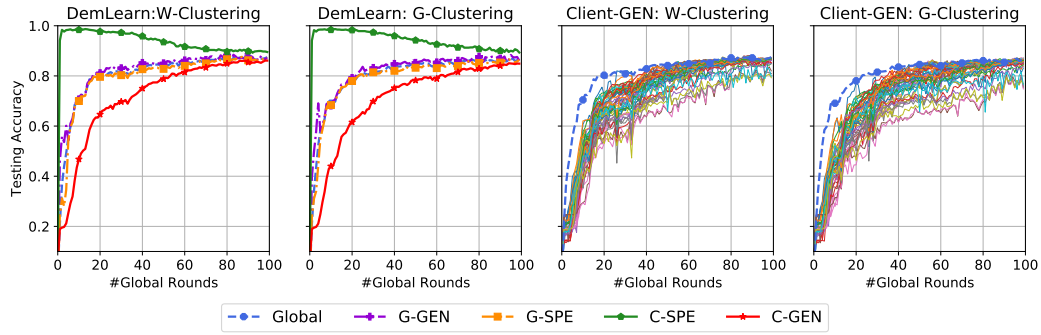 DemLearn:W-Clustering
DemLearn: G-Clustering
Client-GEN: W-Clustering
Client-GEN: G-Clustering
Testing Accuracy
1.0
0.8
0.6
0.4
0.2
0 20 40 60 80 100
0 20 40 60 80 100
0 20 40 60 80 100
0 20 40 60 80 100
#Global Rounds
#Global Rounds
#Global Rounds
#Global Rounds
Global G-GEN G-SPE C-SPE C-GEN